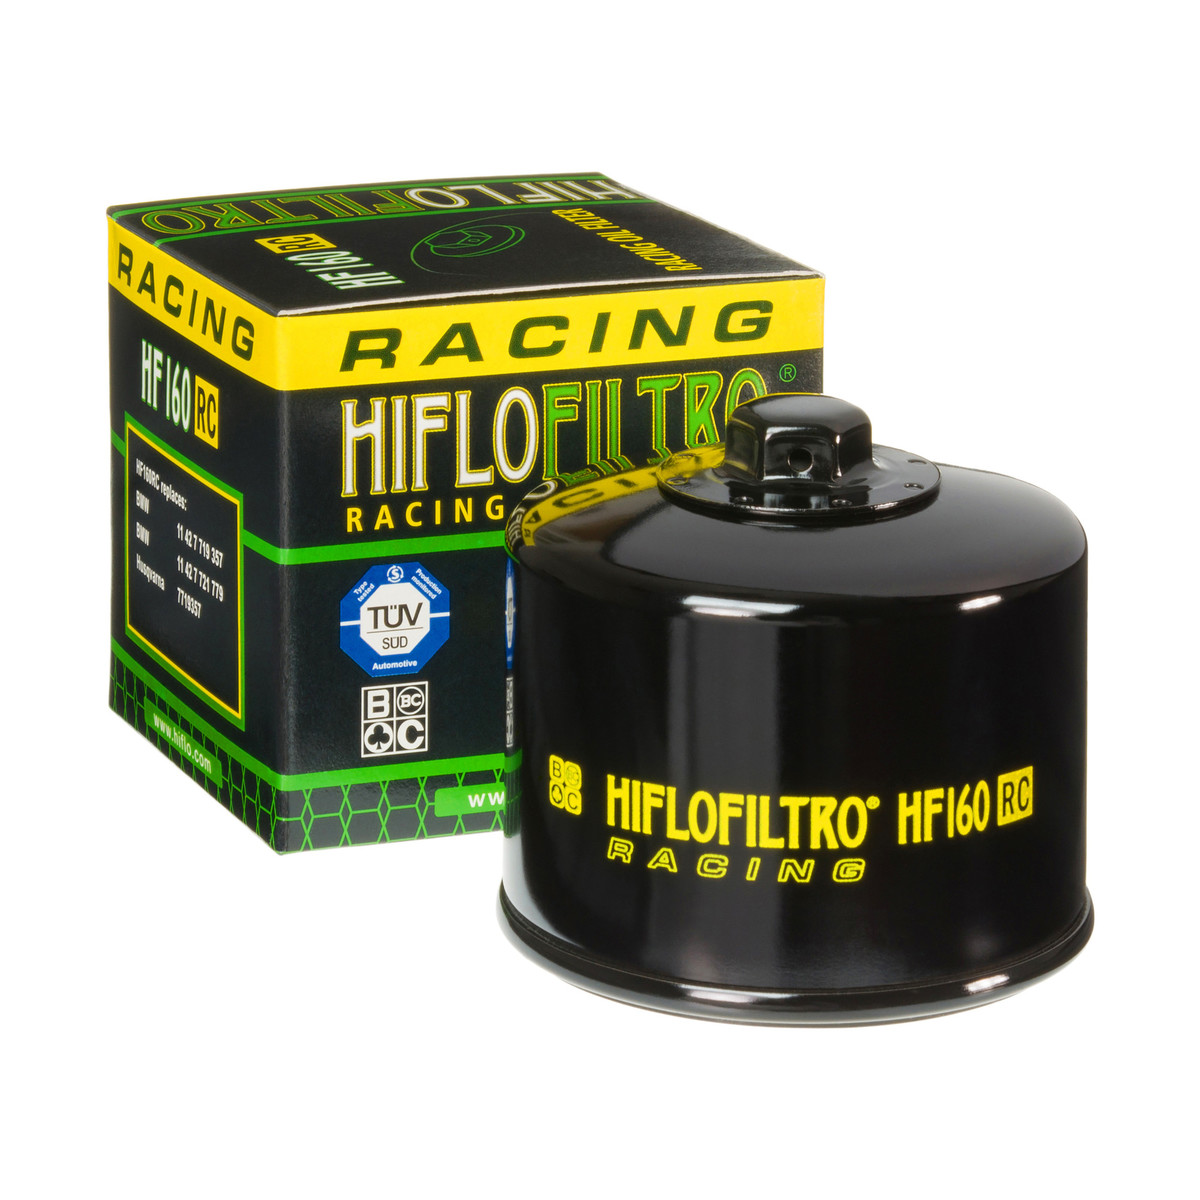 HIFLOFILTRO
HIFLO
HF160 RC
RACING OIL FILTER
RACING
HF160 RC
HF160RC replaces:
BMW 11 42 7 719 357
BMW 11 42 7 721 779
Husqvarna 7719357
www.hiflo.com
RACING
HIFLOFILTRO®
RACING
Type tested
S
Production monitored
TÜV
SÜD
Automotive
B BC
C
ww
RACING
B BC
C
HIFLOFILTRO® HF160 RC
RACING